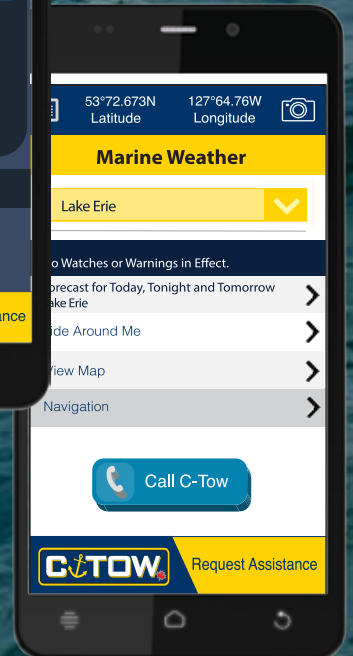 53°72.673N 127°64.76W
Latitude Longitude
Marine Weather
Lake Erie
o Watches or Warnings in Effect.
orecast for Today, Tonight and Tomorrow
ake Erie
ide Around Me
iew Map
Navigation
Call C-Tow
ance
C-TOW
Request Assistance